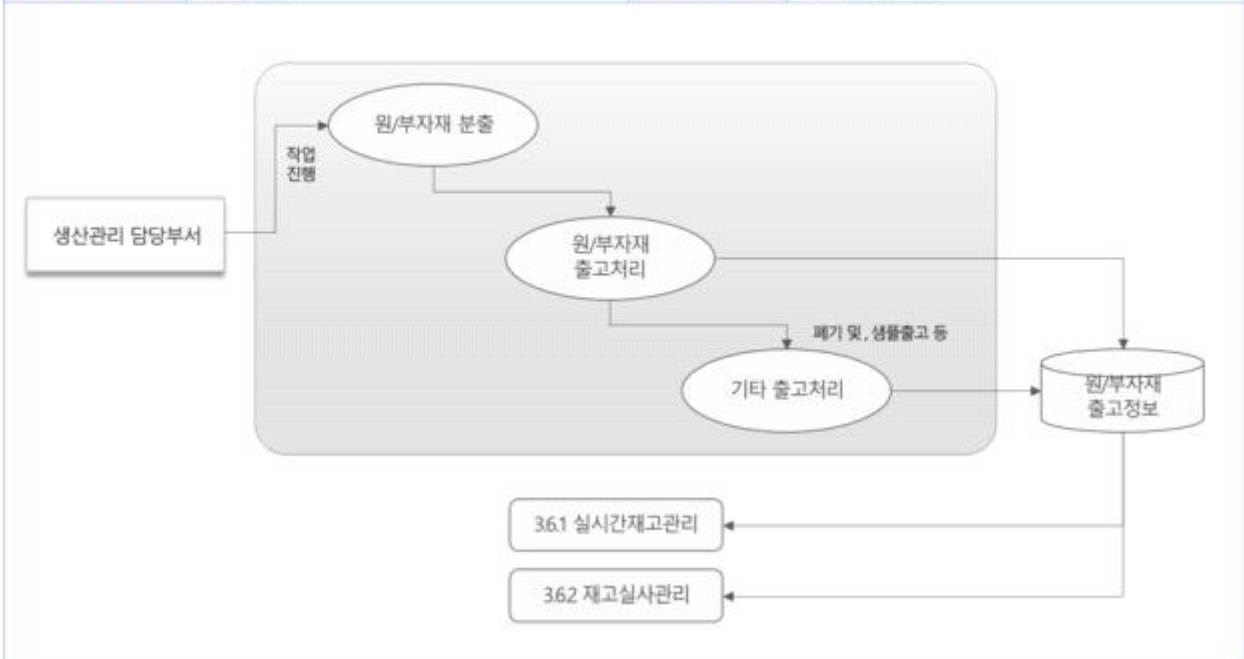 원/부자재 분출
작업
진행
생산관리 담당부서
원/부자재
출고처리
폐기 및, 샘플출고 등
기타 출고처리
원/부자재
출고정보
3.6.1 실시간재고관리
3.6.2 재고실사관리